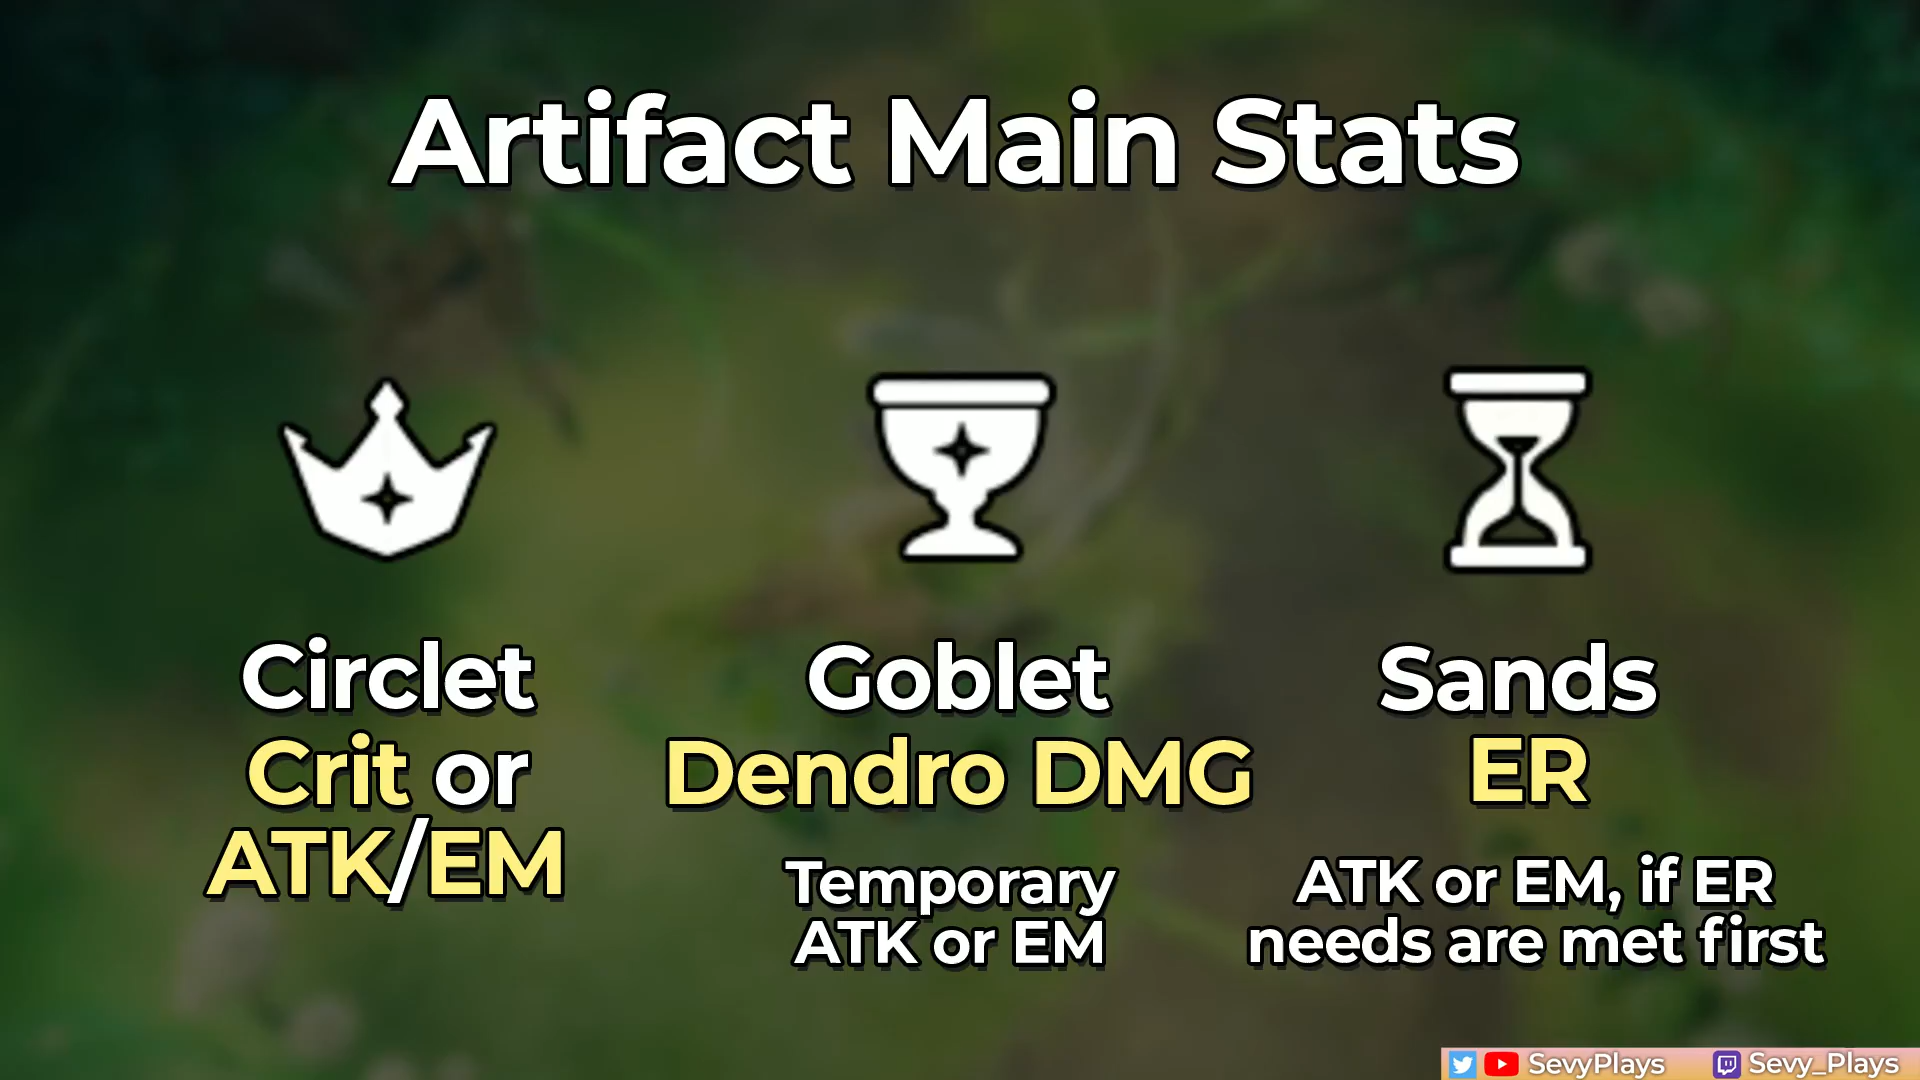 Artifact Main Stats
Circlet
Crit or
ATK/EM
Goblet
Dendro DMG
Temporary
ATK or EM
Sands
ER
ATK or EM, if ER
needs are met first
SevyPlays
Sevy_Plays